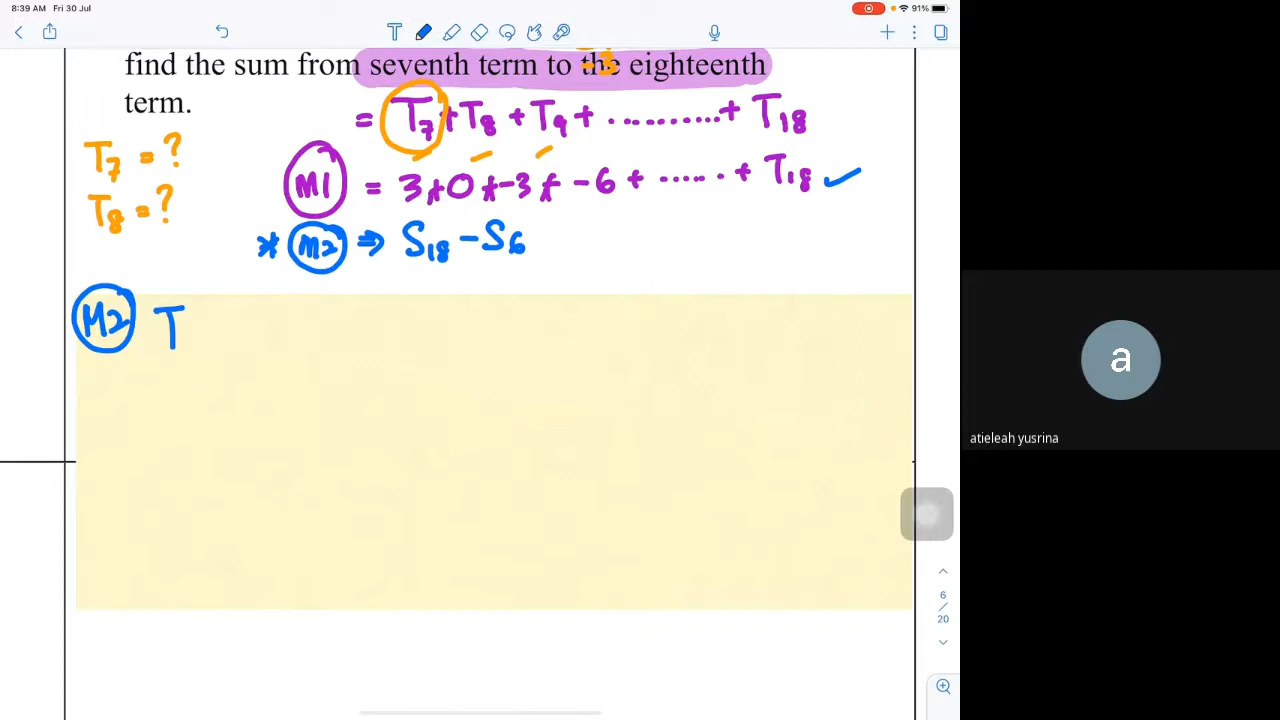 8:39 AM Fri 30 Jul
91%
find the sum from seventh term to the eighteenth
-3
term.
= T7 + T8 + T9 + ........... + T18
T7 = ?
M1 = 3 + 0 + -3 + -6 + ...... + T18
T8 = ?
* M2 ⇒ S18 - S6
M2 T
a
atieleah yusrina
6
/
20